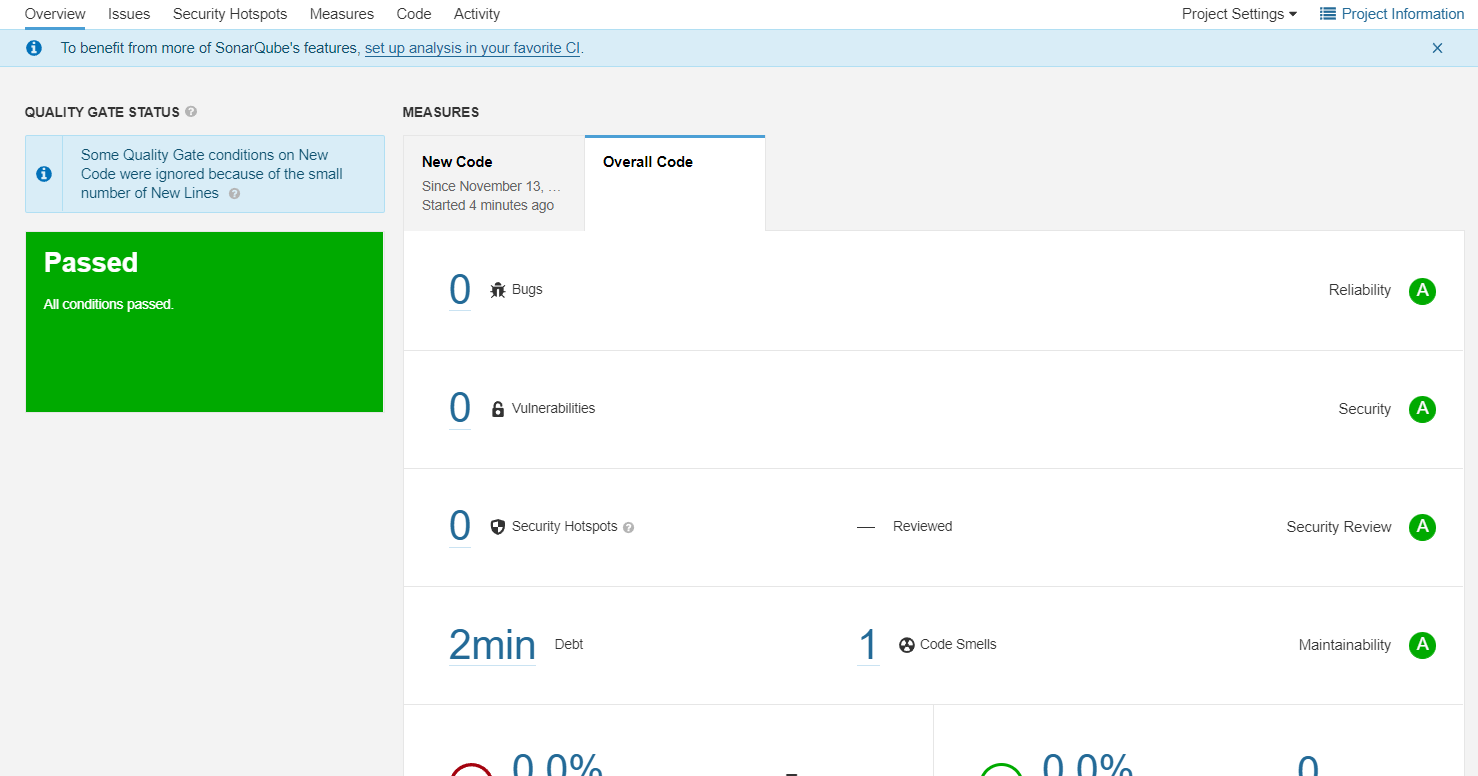 Overview Issues Security Hotspots Measures Code Activity Project Settings Project Information
To benefit from more of SonarQube's features, set up analysis in your favorite CI.
QUALITY GATE STATUS
Some Quality Gate conditions on New
Code were ignored because of the small
number of New Lines
Passed
All conditions passed.
MEASURES
New Code
Since November 13, ...
Started 4 minutes ago
Overall Code
0 Bugs Reliability A
0 Vulnerabilities Security A
0 Security Hotspots — Reviewed Security Review A
2min Debt 1 Code Smells Maintainability A
0.0% 0.0% 0